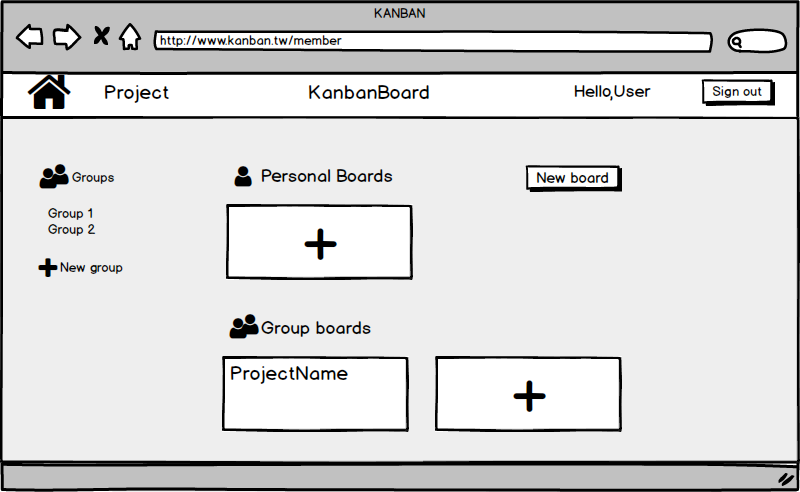 KANBAN
http://www.kanban.tw/member
Project
KanbanBoard
Hello,User
Sign out
Groups
Group 1
Group 2
New group
Personal Boards
New board
Group boards
ProjectName